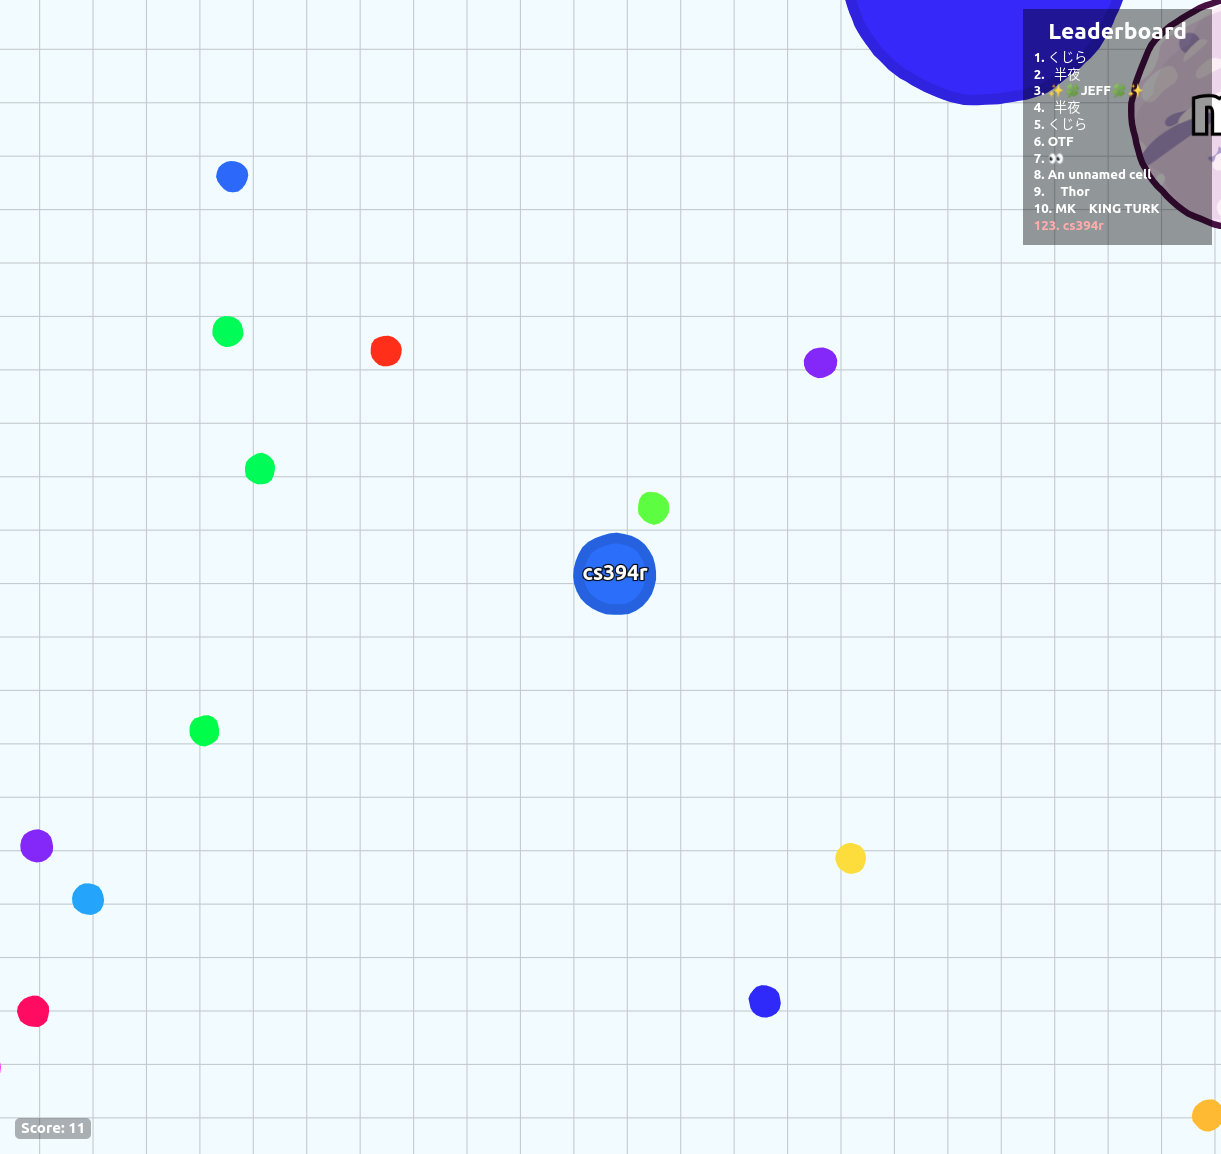 Leaderboard
1. くじら
2. 半夜
3. ✨JEFF✨
4. 半夜
5. くじら
6. OTF
7. 👀
8. An unnamed cell
9. Thor
10. MK KING TURK
123. cs394r
cs394r
Score: 11